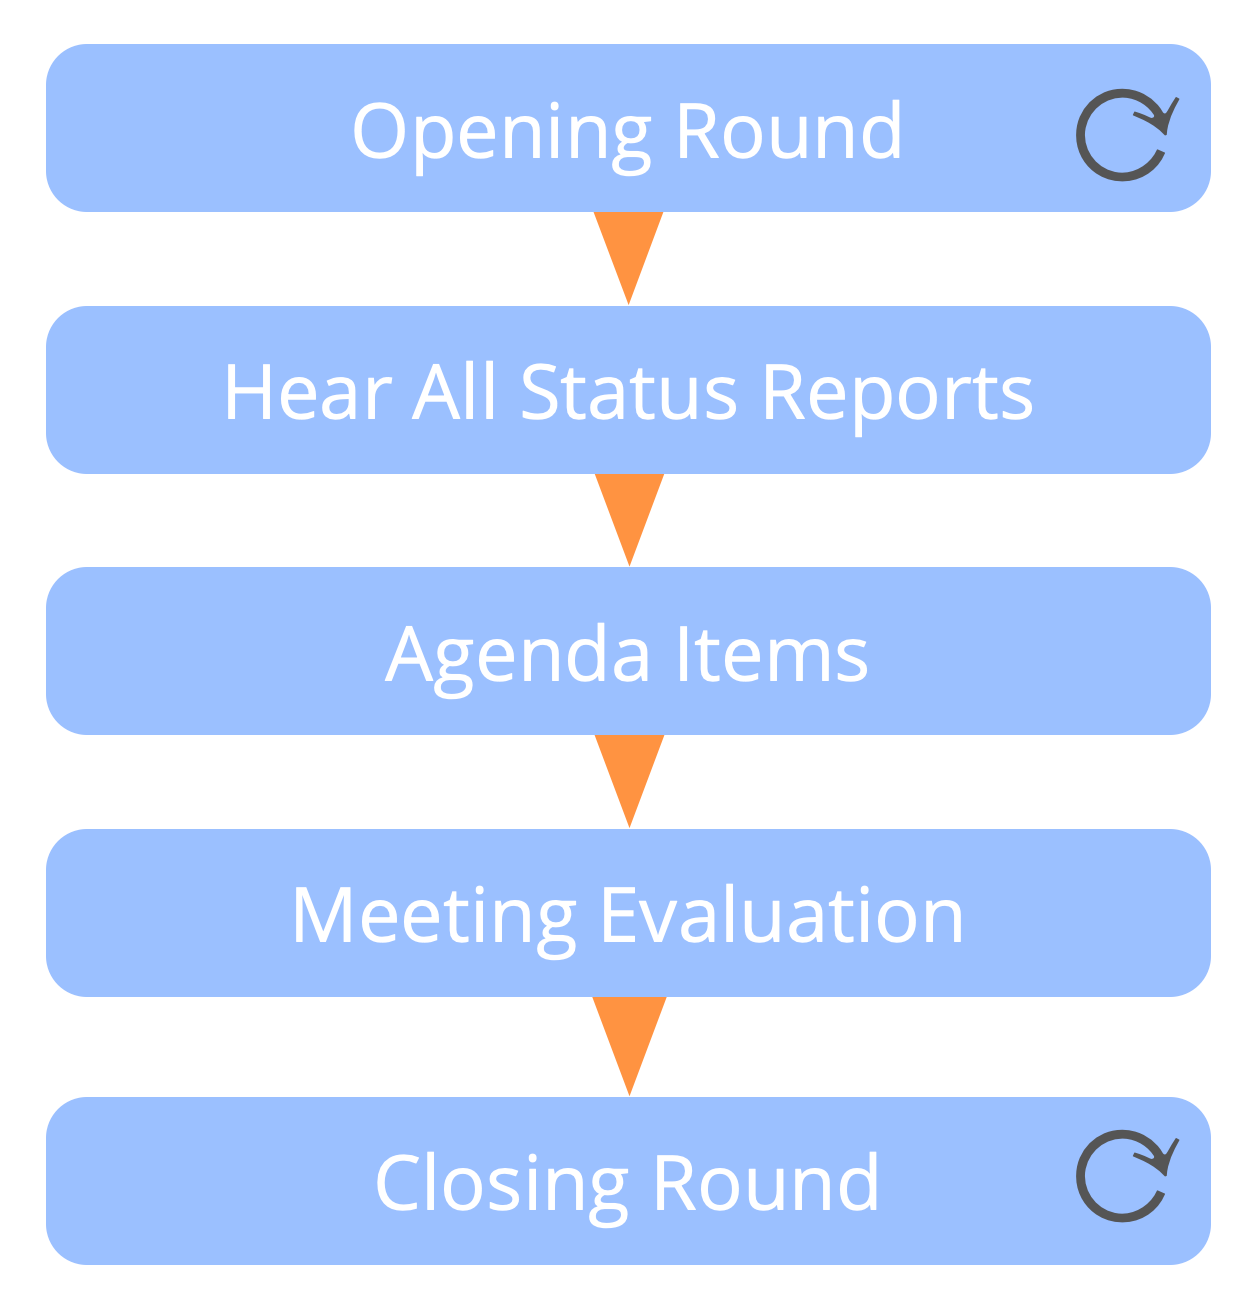 Opening Round
Hear All Status Reports
Agenda Items
Meeting Evaluation
Closing Round